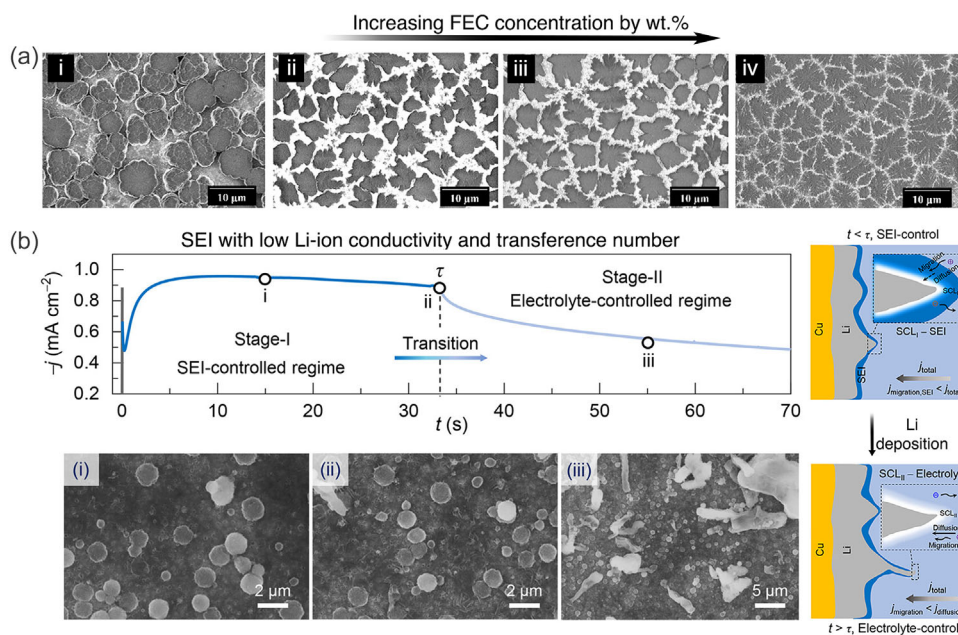 Increasing FEC concentration by wt.%
(a)
i
ii
iii
iv
10 µm
10 µm
10 µm
10 µm
(b)
SEI with low Li-ion conductivity and transference number
−j (mA cm−2)
1.0
0.8
0.6
0.4
0.2
0
10
20
30
40
50
60
70
t (s)
i
ii
τ
iii
Stage-I
SEI-controlled regime
Transition
Stage-II
Electrolyte-controlled regime
t < τ, SEI-control
Cu
Li
SEI
Migration
Diffusion
SCLI
SCLI – SEI
jtotal
jmigration,SEI < jtotal
Li
deposition
(i)
(ii)
(iii)
2 µm
2 µm
5 µm
SCLII – Electroly
Cu
Li
SCLII
Diffusion
Migration
jtotal
jmigration < jdiffusion
t > τ, Electrolyte-control